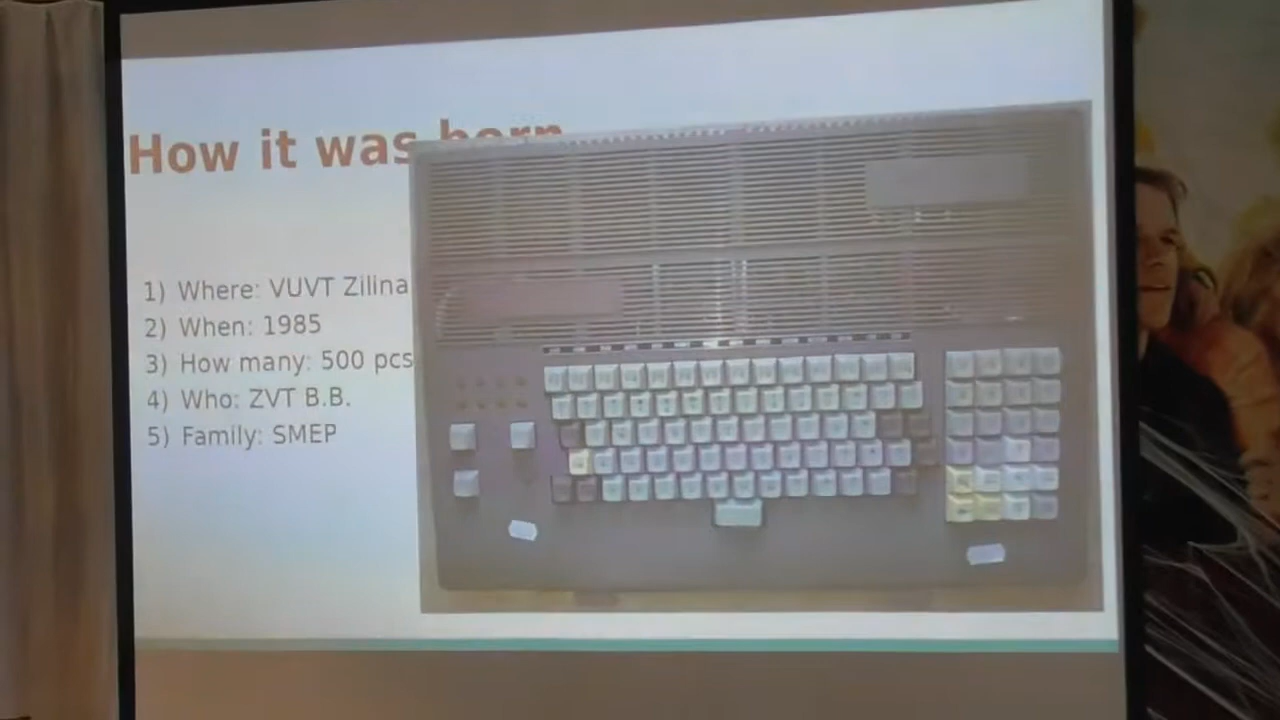 How it was born
1) Where: VUVT Zilina
2) When: 1985
3) How many: 500 pcs
4) Who: ZVT B.B.
5) Family: SMEP